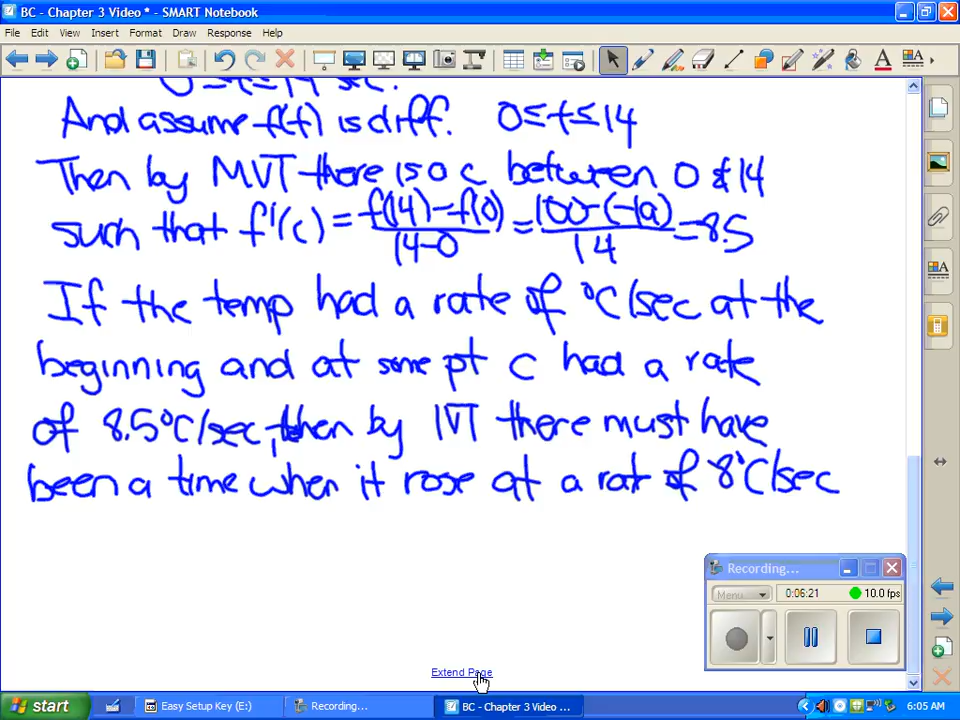 BC - Chapter 3 Video * - SMART Notebook
File Edit View Insert Format Draw Response Help
And assume f(t) is diff. 0≤t≤14
Then by MVT there is a c between 0 & 14
such that f'(c) = f(14)-f(0) / 14-0 = 100-(-19) / 14 = 8.5
If the temp had a rate of °C/sec at the
beginning and at some pt c had a rate
of 8.5°C/sec, then by IVT there must have
been a time when it rose at a rat of 8°C/sec
Recording...
Menu 0:06:21 10.0 fps
Extend Page
start Easy Setup Key (E:) Recording... BC - Chapter 3 Video ... 6:05 AM